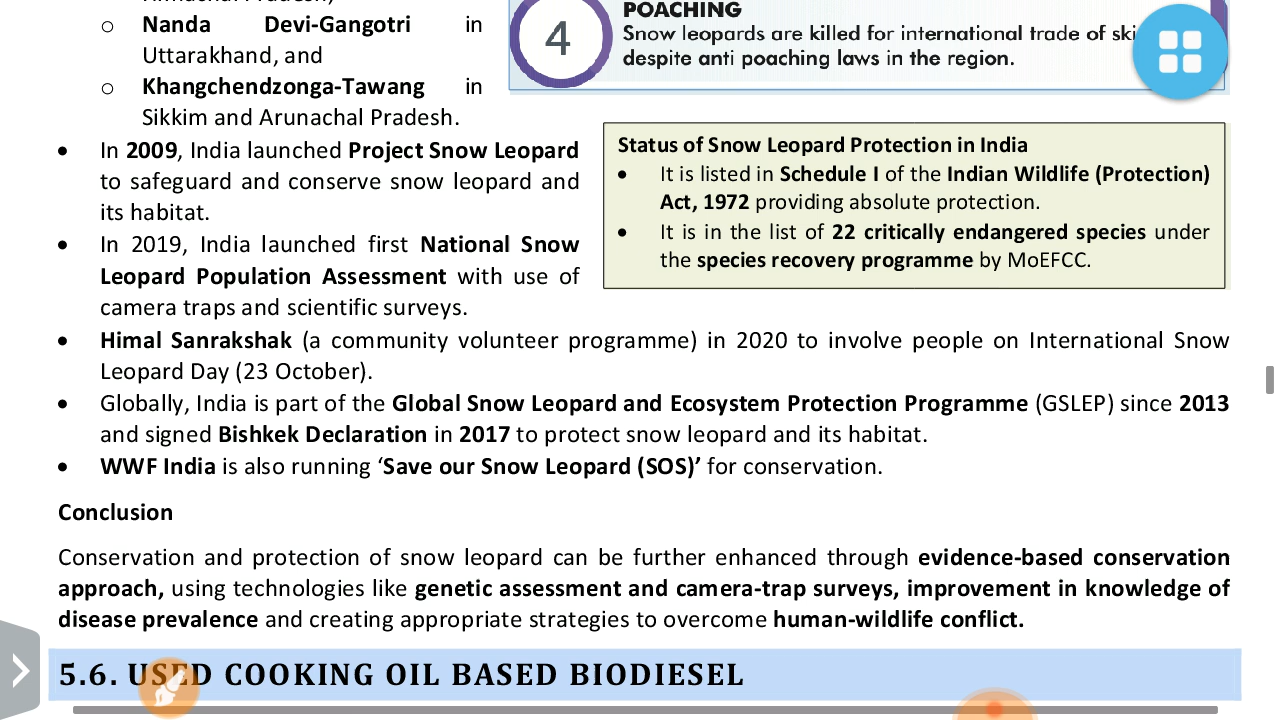 o Nanda Devi-Gangotri in
Uttarakhand, and
o Khangchendzonga-Tawang in
Sikkim and Arunachal Pradesh.
4
POACHING
Snow leopards are killed for international trade of
despite anti poaching laws in the region.
• In 2009, India launched Project Snow Leopard
to safeguard and conserve snow leopard and
its habitat.
• In 2019, India launched first National Snow
Leopard Population Assessment with use of
camera traps and scientific surveys.
Status of Snow Leopard Protection in India
• It is listed in Schedule I of the Indian Wildlife (Protection)
Act, 1972 providing absolute protection.
• It is in the list of 22 critically endangered species under
the species recovery programme by MoEFCC.
• Himal Sanrakshak (a community volunteer programme) in 2020 to involve people on International Snow
Leopard Day (23 October).
• Globally, India is part of the Global Snow Leopard and Ecosystem Protection Programme (GSLEP) since 2013
and signed Bishkek Declaration in 2017 to protect snow leopard and its habitat.
• WWF India is also running ‘Save our Snow Leopard (SOS)’ for conservation.
Conclusion
Conservation and protection of snow leopard can be further enhanced through evidence-based conservation
approach, using technologies like genetic assessment and camera-trap surveys, improvement in knowledge of
disease prevalence and creating appropriate strategies to overcome human-wildlife conflict.
5.6. USED COOKING OIL BASED BIODIESEL